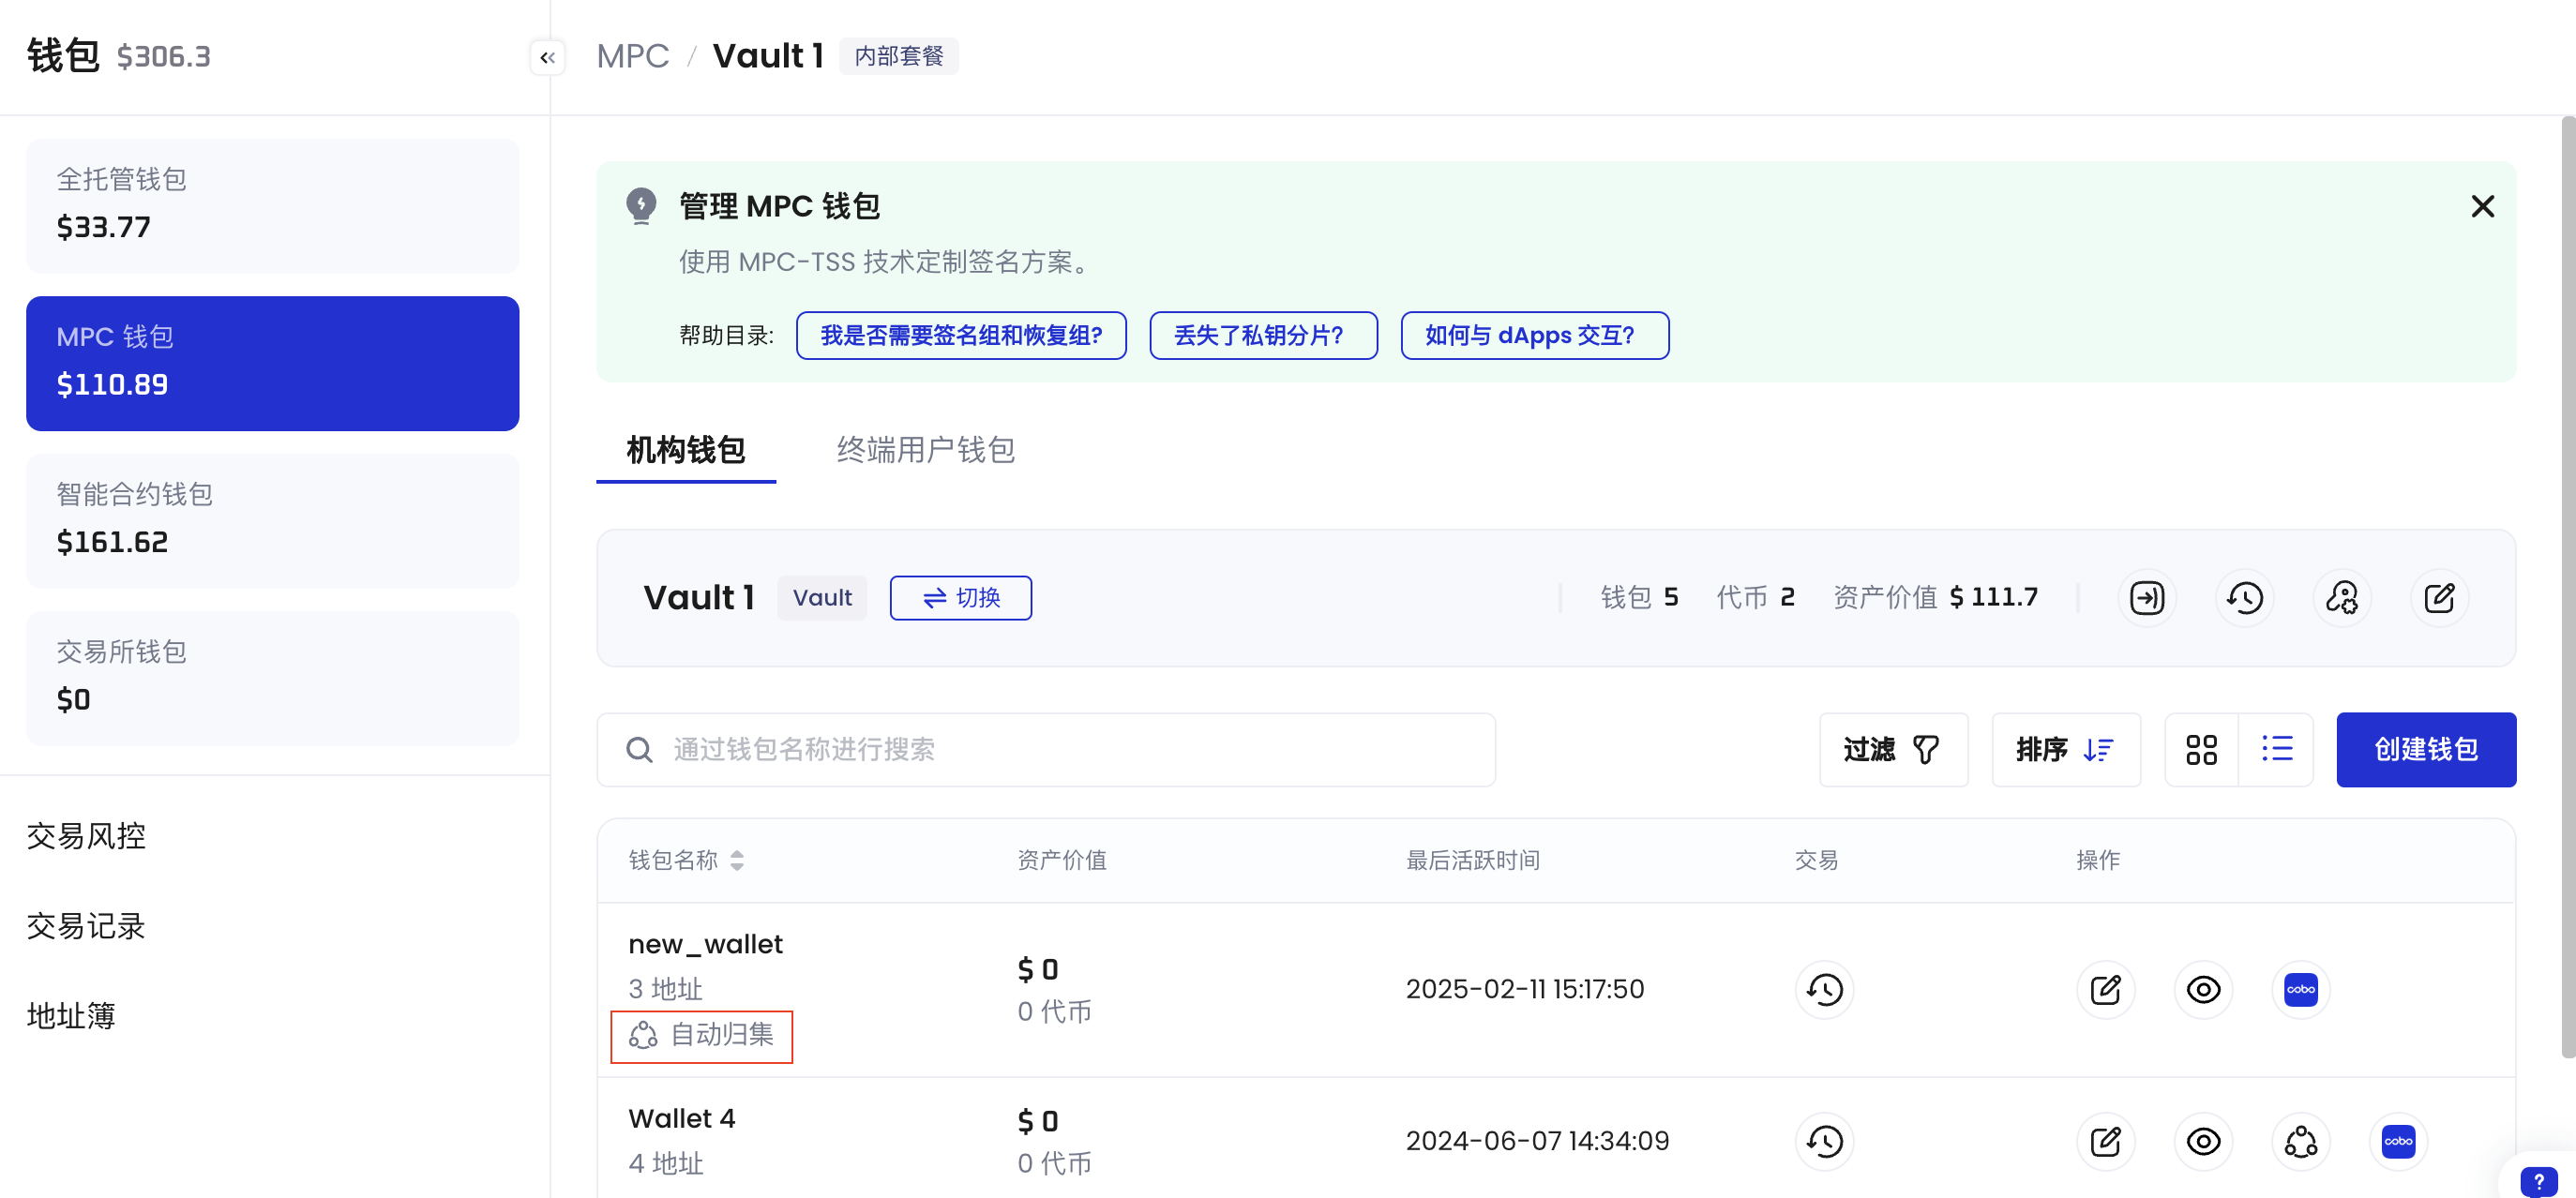 钱包 $306.3
MPC / Vault 1 内部套餐
全托管钱包
$33.77
MPC 钱包
$110.89
智能合约钱包
$161.62
交易所钱包
$0
交易风控
交易记录
地址簿
管理 MPC 钱包
使用 MPC-TSS 技术定制签名方案。
帮助目录: 我是否需要签名组和恢复组? 丢失了私钥分片? 如何与 dApps 交互?
机构钱包 终端用户钱包
Vault 1 Vault 切换 钱包 5 代币 2 资产价值 $ 111.7
通过钱包名称进行搜索 过滤 排序 创建钱包
钱包名称 资产价值 最后活跃时间 交易 操作
new_wallet
3 地址
自动归集
$ 0
0 代币
2025-02-11 15:17:50
cobo
Wallet 4
4 地址
$ 0
0 代币
2024-06-07 14:34:09
cobo
?